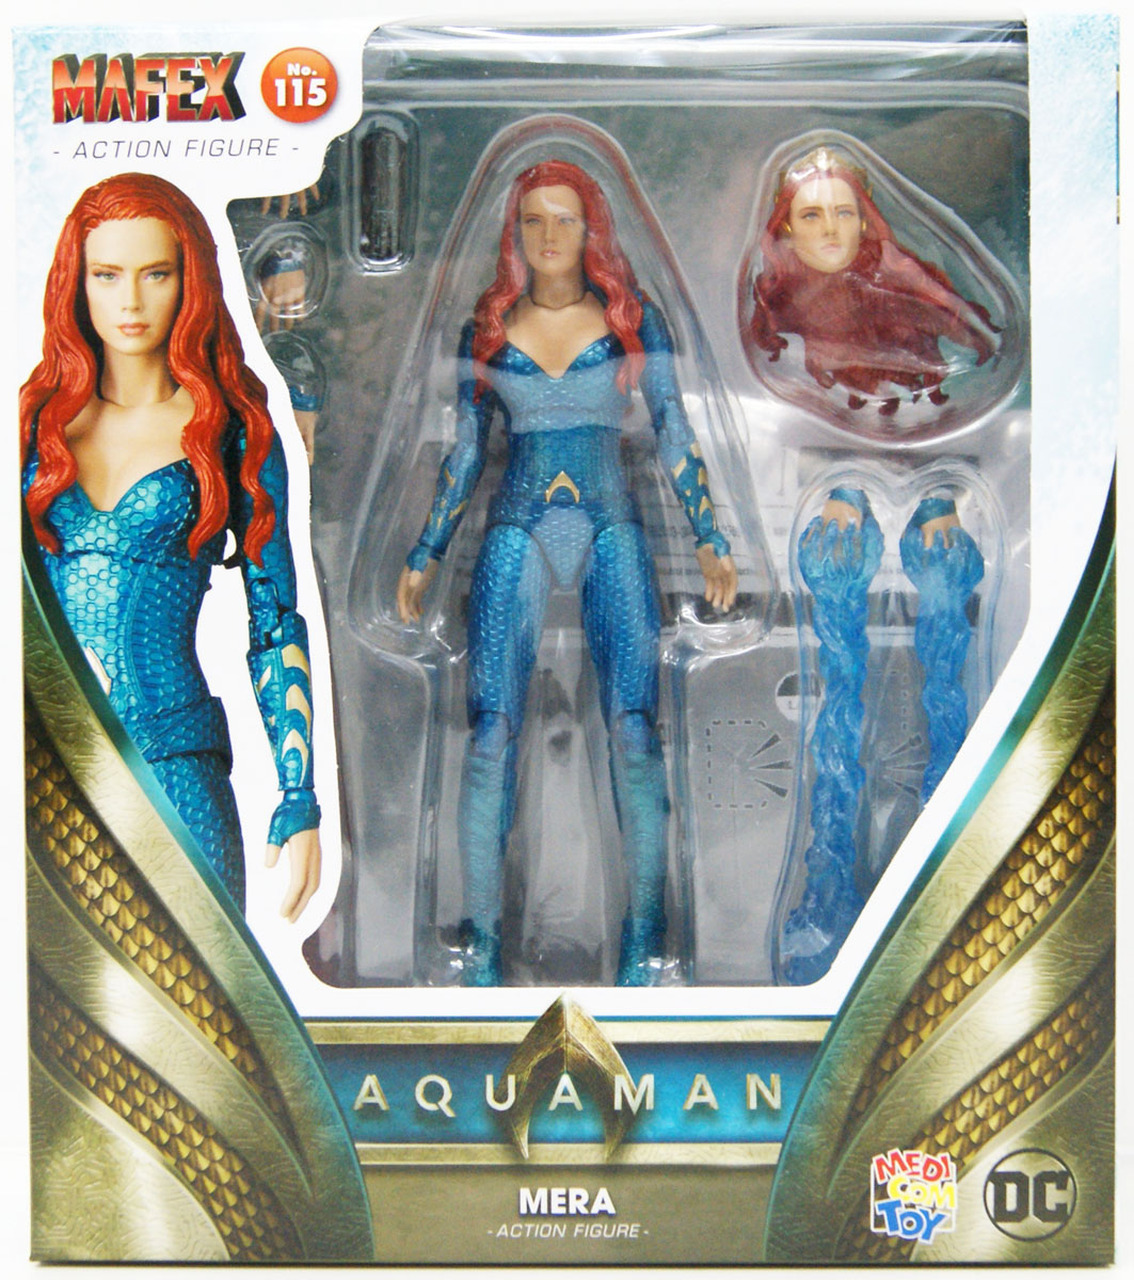 MAFEX
No.
115
- ACTION FIGURE -
AQUAMAN
MERA
- ACTION FIGURE -
MEDI
COM
TOY
DC